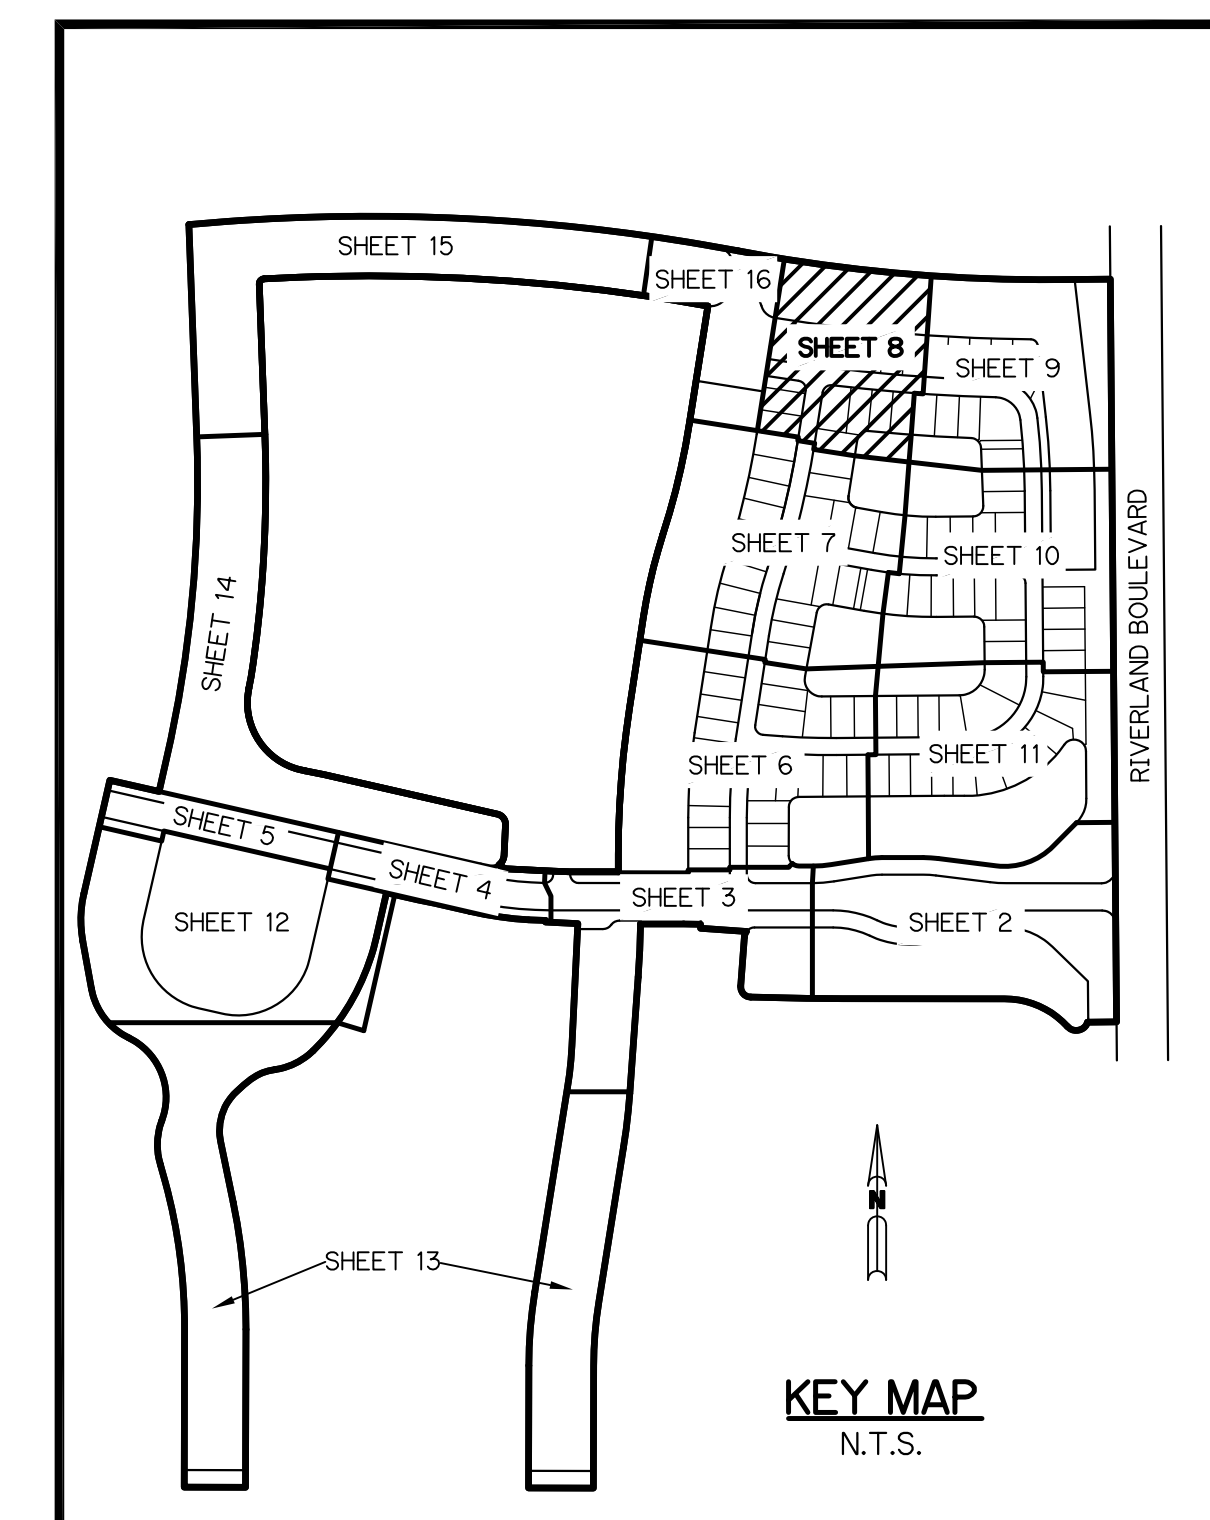 SHEET 15
SHEET 16
SHEET 8
SHEET 9
SHEET 7
SHEET 10
SHEET 14
RIVERLAND BOULEVARD
SHEET 6
SHEET 11
SHEET 5
SHEET 4
SHEET 3
SHEET 12
SHEET 2
N
SHEET 13
KEY MAP
N.T.S.